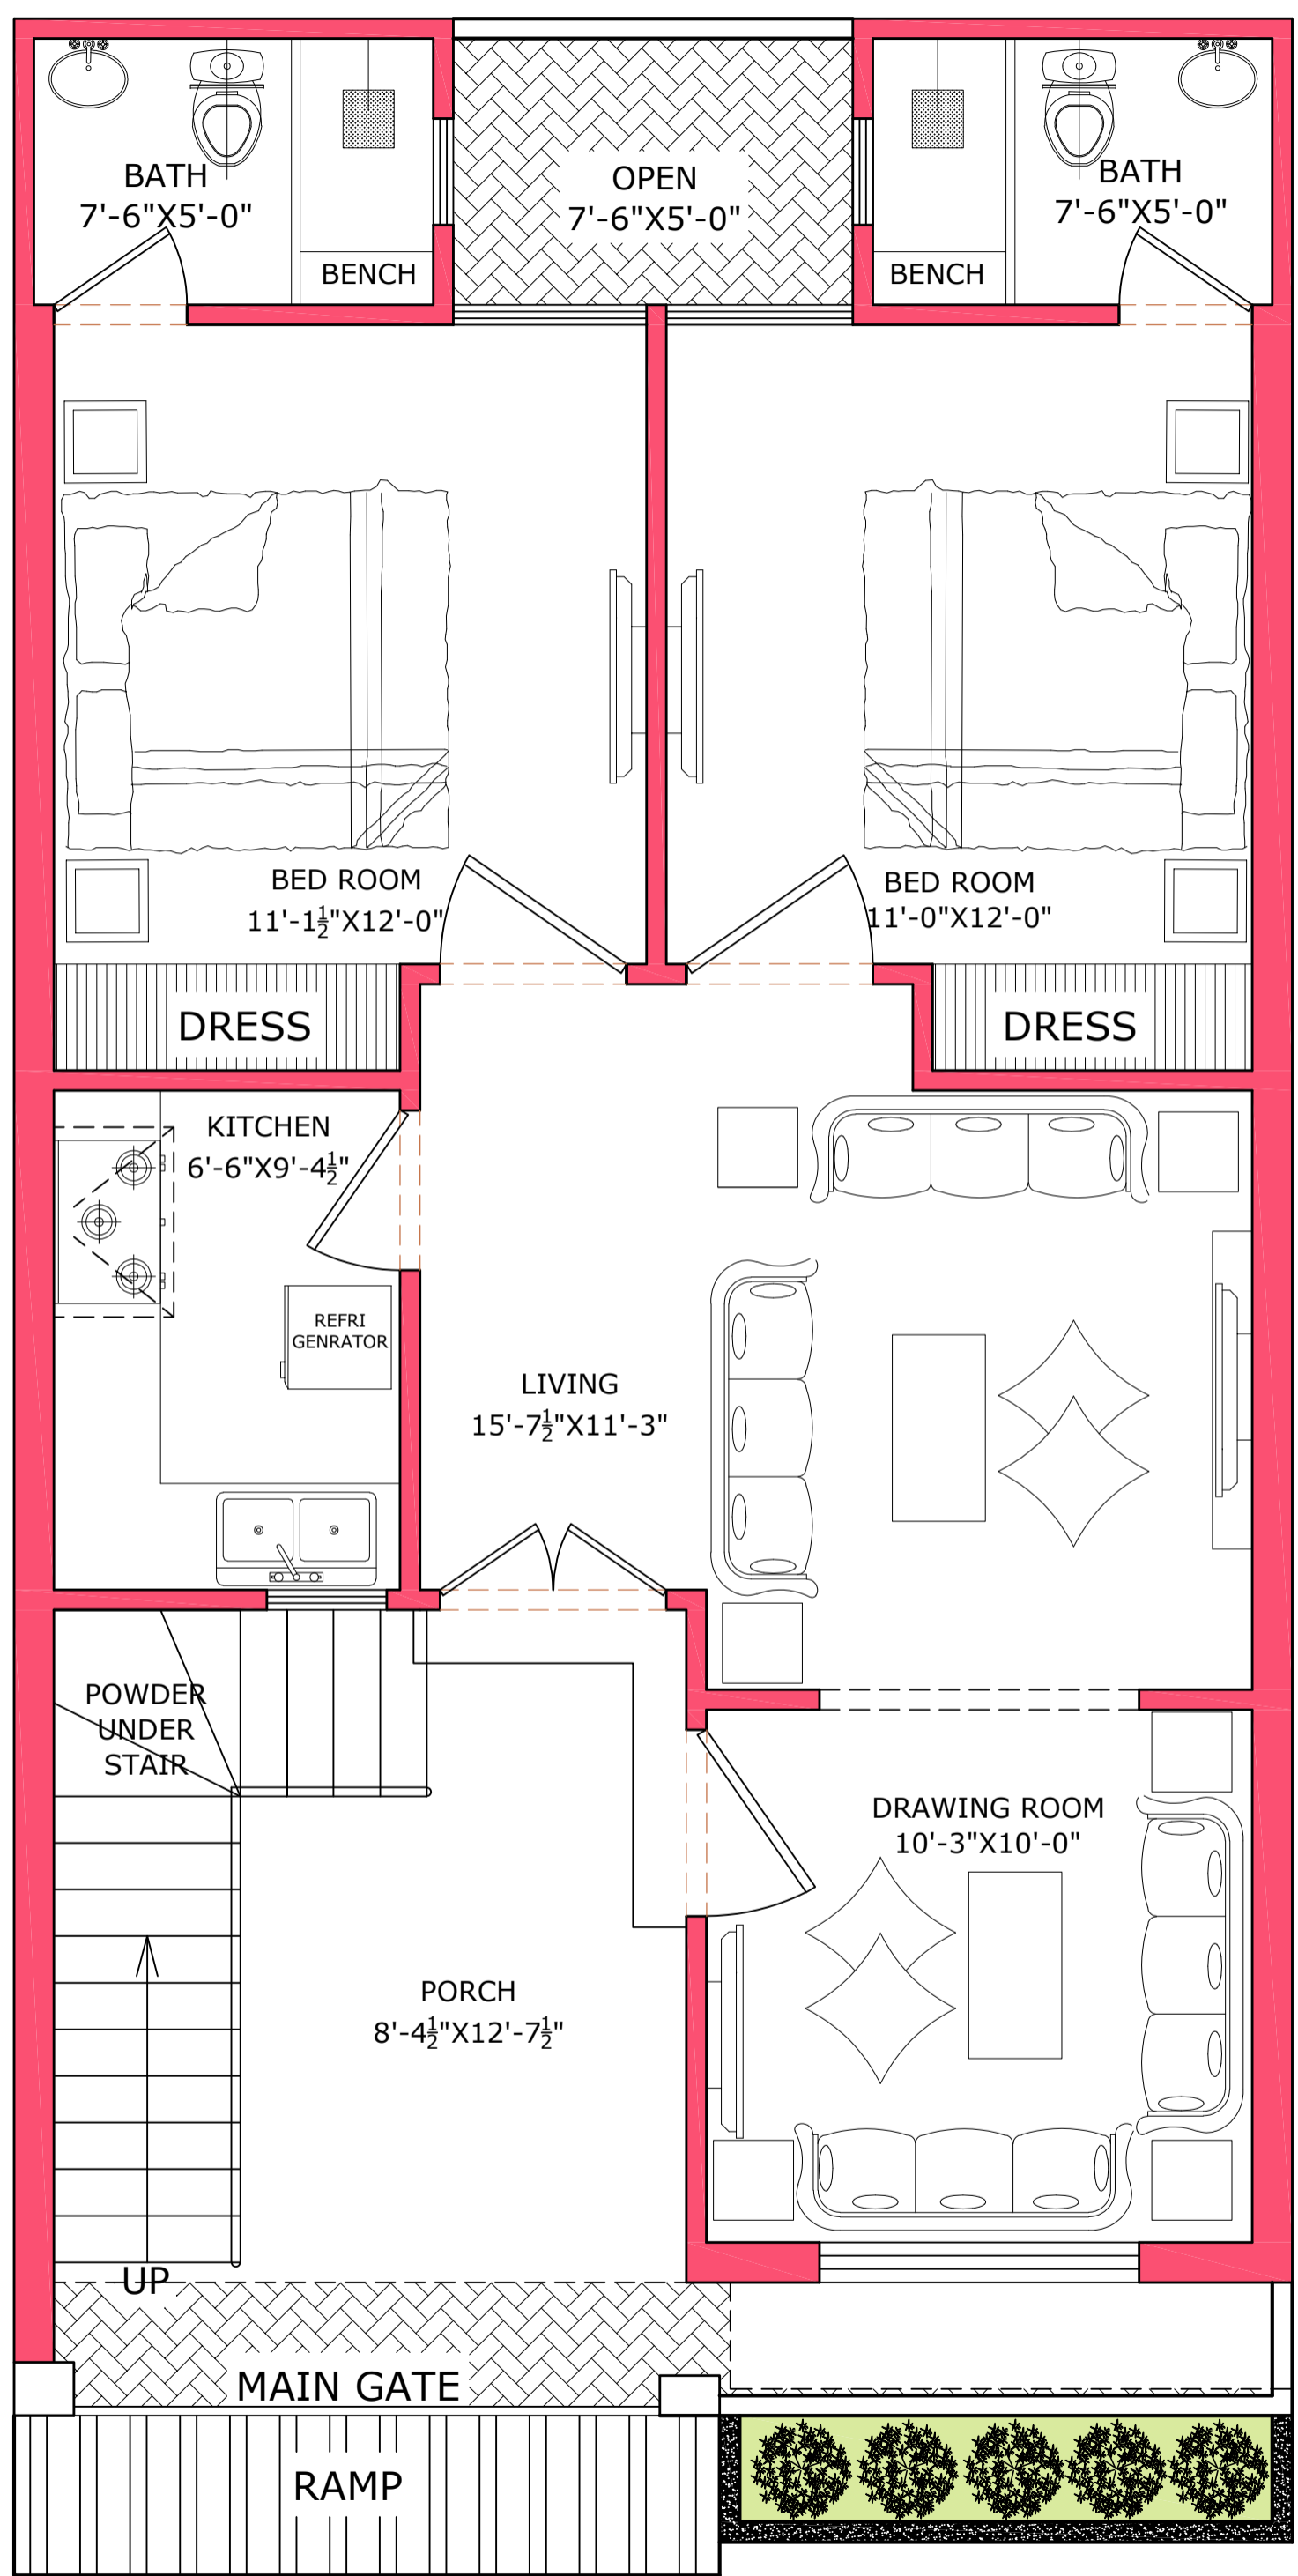 BATH
7'-6"X5'-0"
BENCH
OPEN
7'-6"X5'-0"
BATH
7'-6"X5'-0"
BENCH
BED ROOM
11'-1½"X12'-0"
BED ROOM
11'-0"X12'-0"
DRESS
DRESS
KITCHEN
6'-6"X9'-4½"
REFRI
GENRATOR
LIVING
15'-7½"X11'-3"
POWDER
UNDER
STAIR
DRAWING ROOM
10'-3"X10'-0"
PORCH
8'-4½"X12'-7½"
UP
MAIN GATE
RAMP